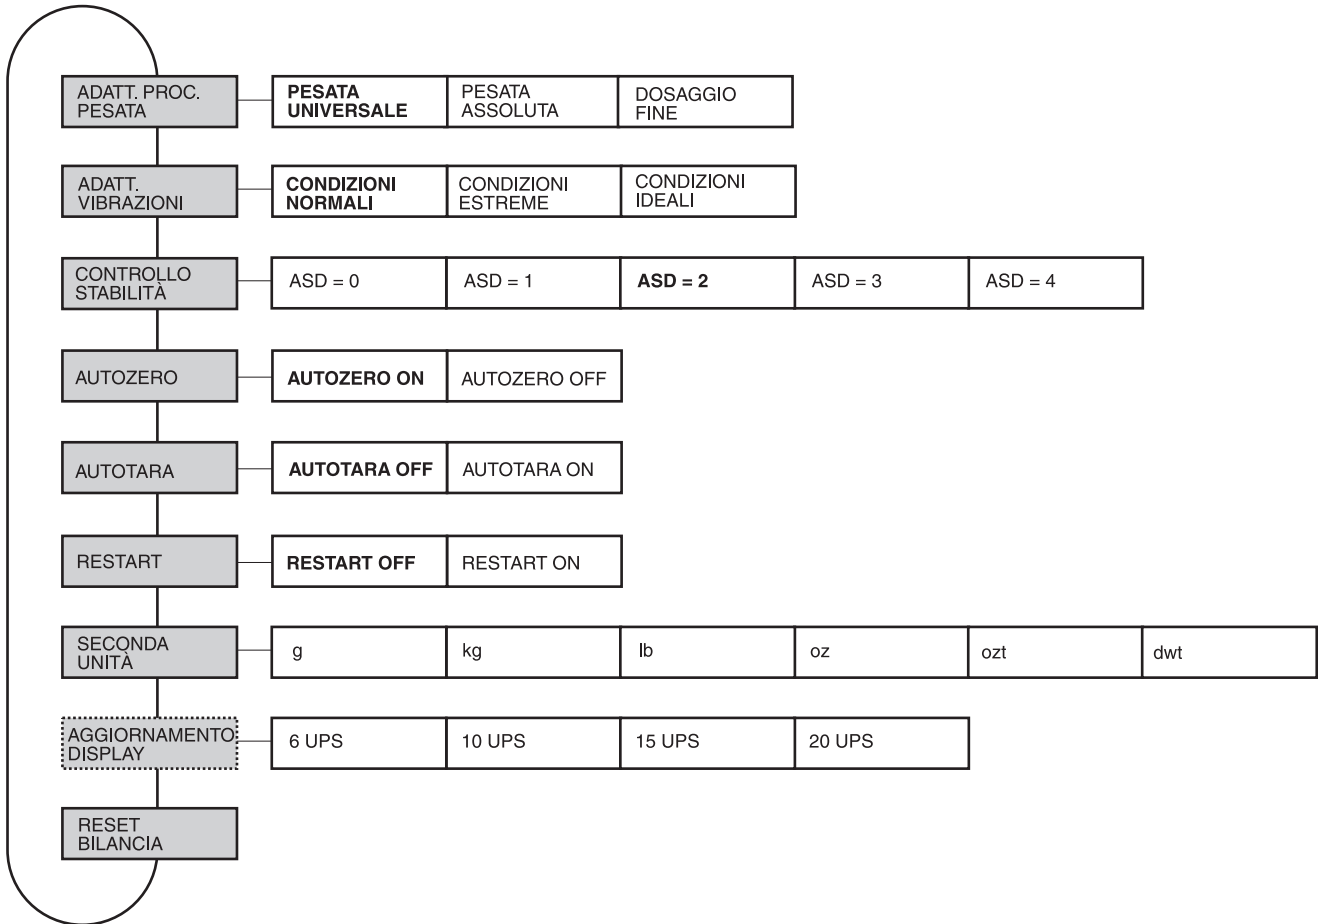 ADATT. PROC.
PESATA
PESATA
UNIVERSALE
PESATA
ASSOLUTA
DOSAGGIO
FINE
ADATT.
VIBRAZIONI
CONDIZIONI
NORMALI
CONDIZIONI
ESTREME
CONDIZIONI
IDEALI
CONTROLLO
STABILITÀ
ASD = 0
ASD = 1
ASD = 2
ASD = 3
ASD = 4
AUTOZERO
AUTOZERO ON
AUTOZERO OFF
AUTOTARA
AUTOTARA OFF
AUTOTARA ON
RESTART
RESTART OFF
RESTART ON
SECONDA
UNITÀ
g
kg
lb
oz
ozt
dwt
AGGIORNAMENTO
DISPLAY
6 UPS
10 UPS
15 UPS
20 UPS
RESET
BILANCIA